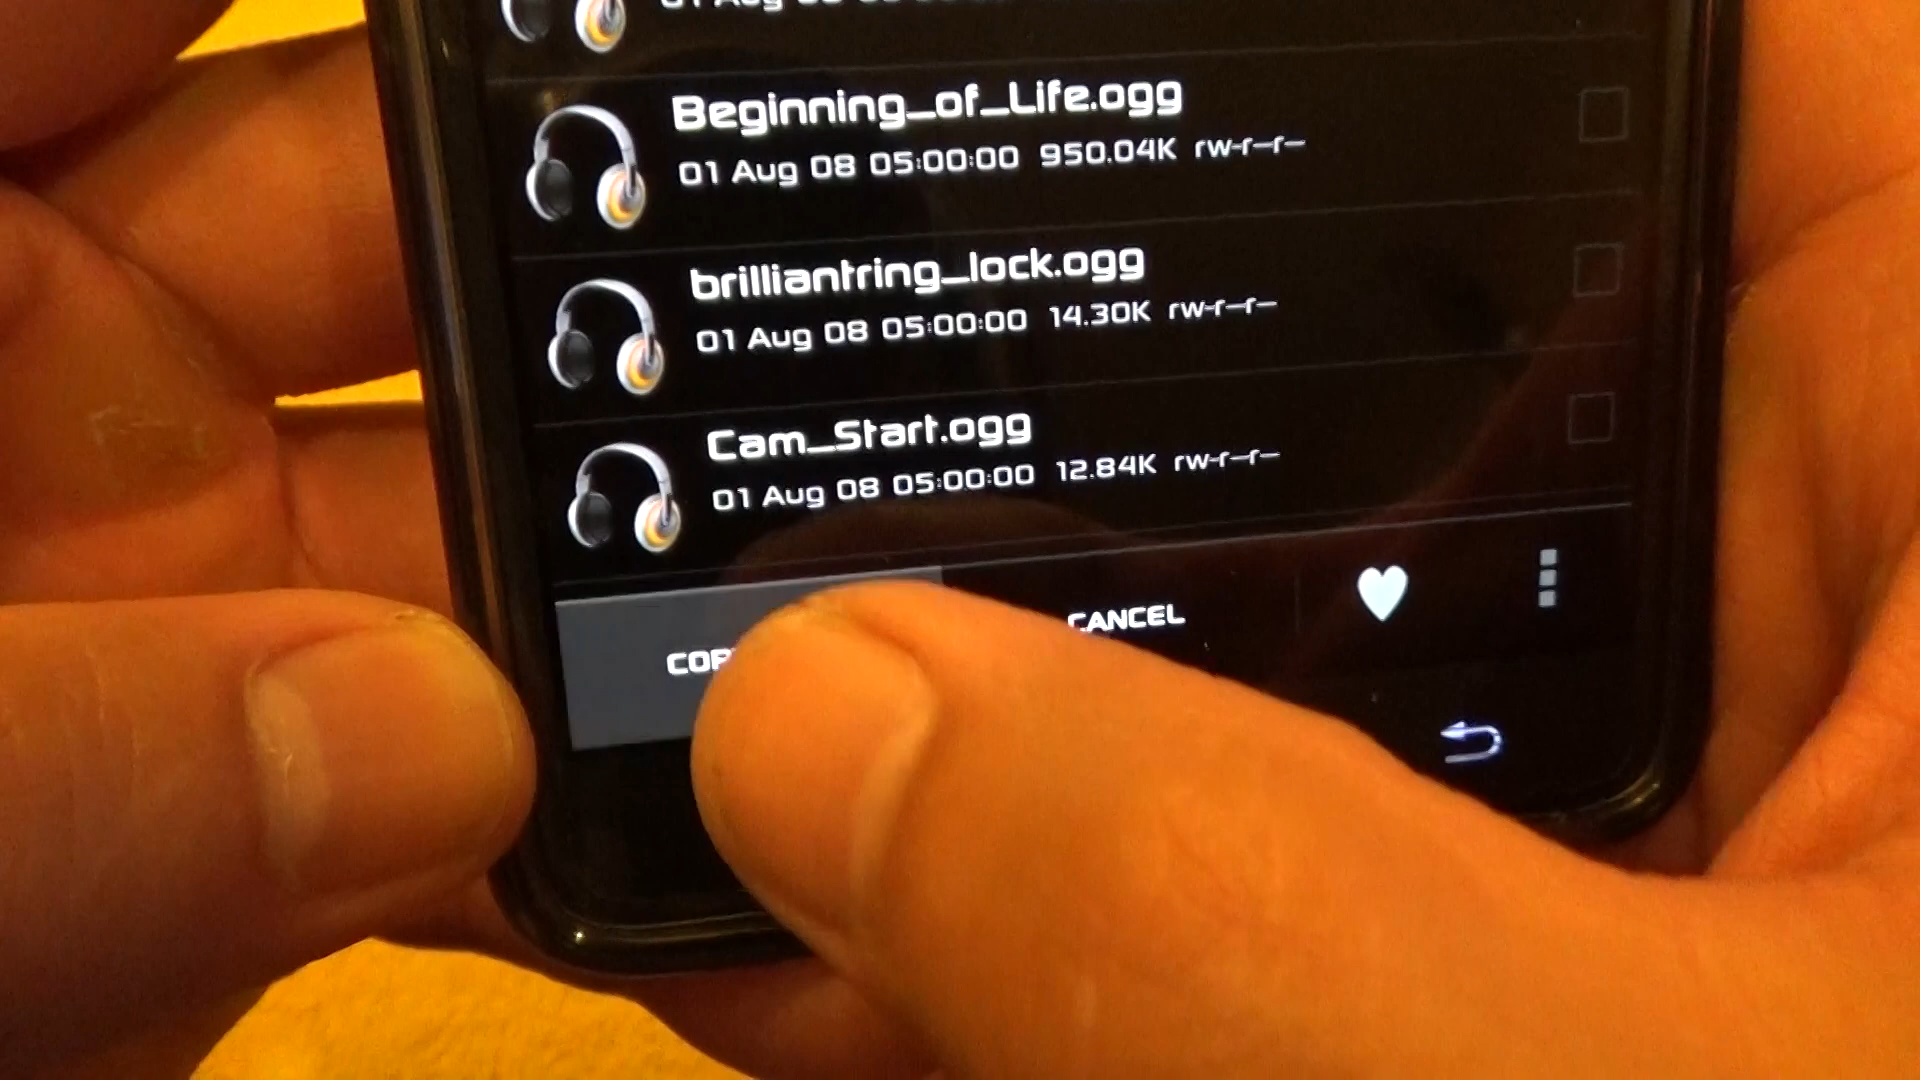 Beginning_of_Life.ogg
01 Aug 08 05:00:00 950.04K rw-r--r--
brilliantring_lock.ogg
01 Aug 08 05:00:00 14.30K rw-r--r--
Cam_Start.ogg
01 Aug 08 05:00:00 12.84K rw-r--r--
CANCEL